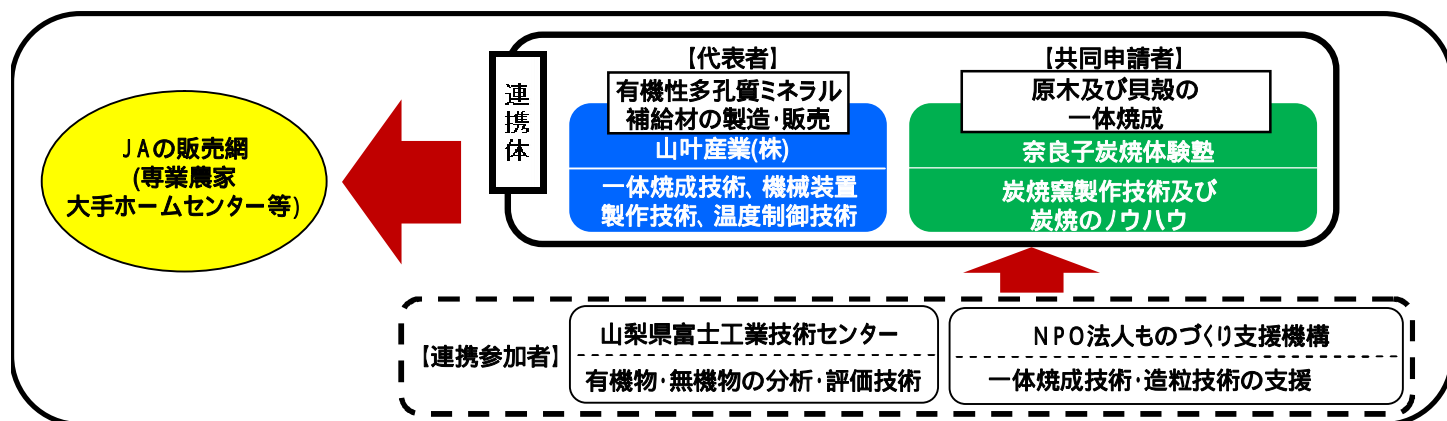 JAの販売網
(専業農家
大手ホームセンター等)
連携体
【代表者】
有機性多孔質ミネラル
補給材の製造・販売
山叶産業(株)
一体焼成技術、機械装置
製作技術、温度制御技術
【共同申請者】
原木及び貝殻の
一体焼成
奈良子炭焼体験塾
炭焼窯製作技術及び
炭焼のノウハウ
【連携参加者】
山梨県富士工業技術センター
有機物・無機物の分析・評価技術
NPO法人ものづくり支援機構
一体焼成技術・造粒技術の支援